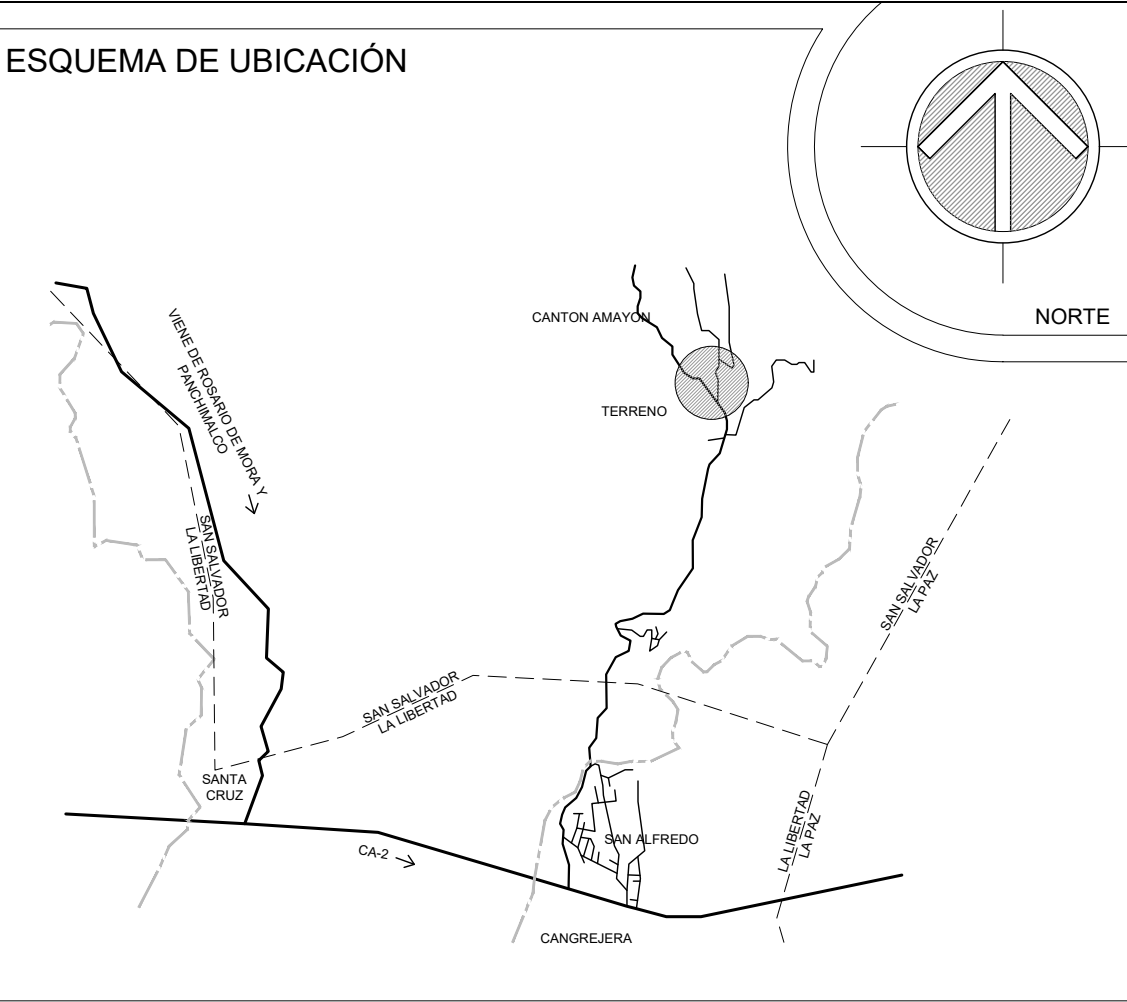 ESQUEMA DE UBICACIÓN
NORTE
CANTON AMAYON
VIENE DE ROSARIO DE MORA Y
PANCHIMALCO
TERRENO
SAN SALVADOR
LA LIBERTAD
SAN SALVADOR
LA PAZ
SAN SALVADOR
LA LIBERTAD
SANTA
CRUZ
LA LIBERTAD
LA PAZ
SAN ALFREDO
CA-2
CANGREJERA